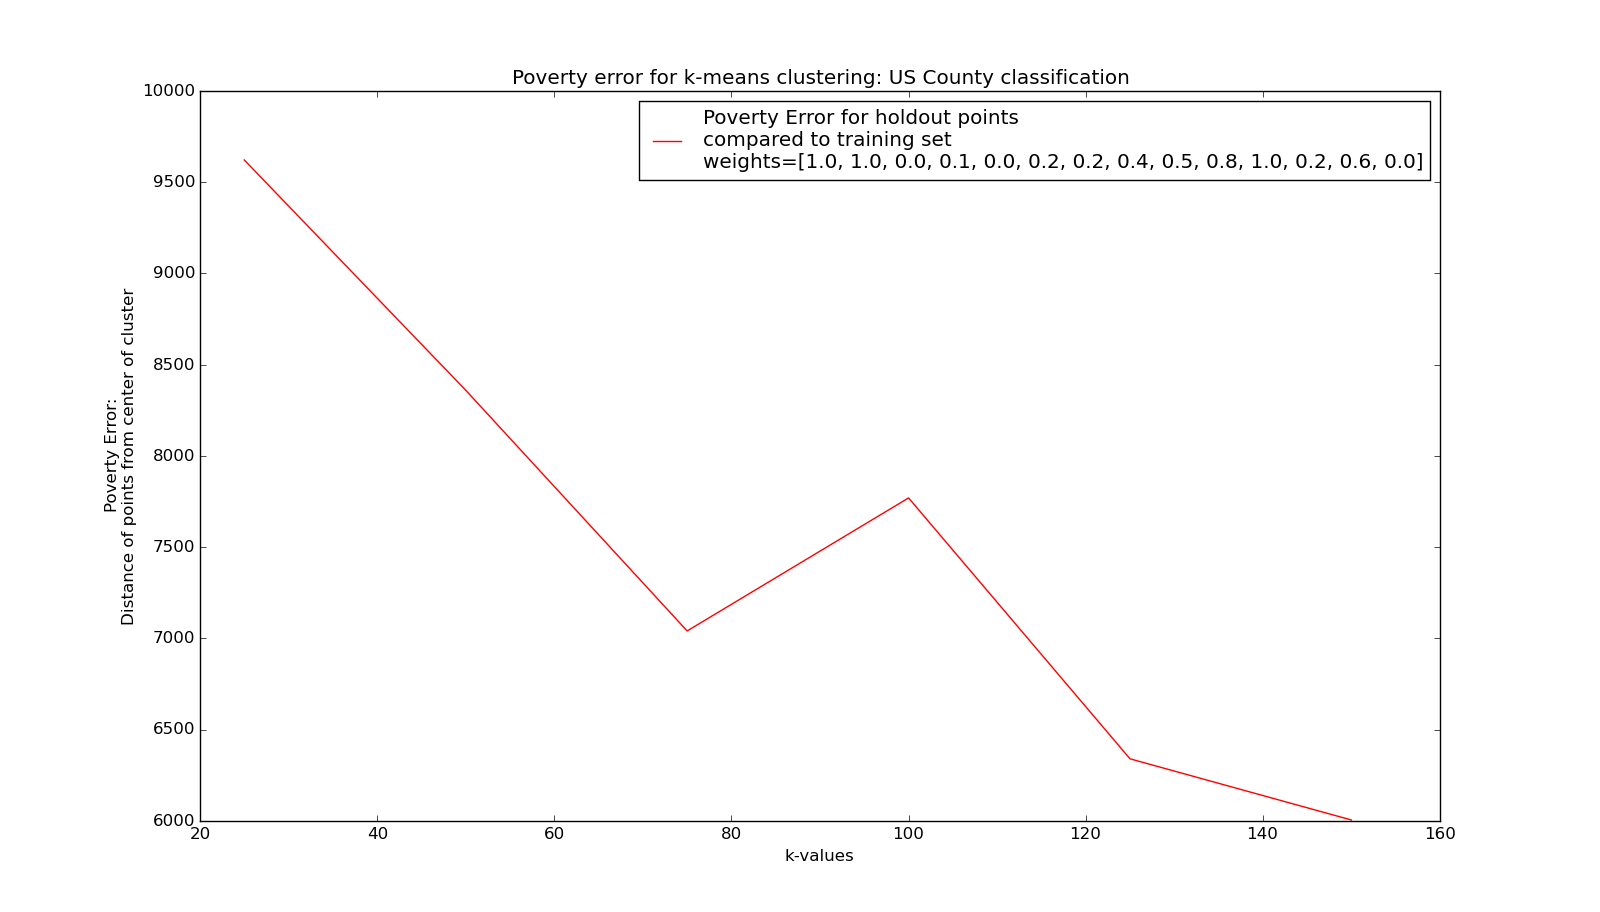 Poverty error for k-means clustering: US County classification
Poverty Error for holdout points
compared to training set
weights=[1.0, 1.0, 0.0, 0.1, 0.0, 0.2, 0.2, 0.4, 0.5, 0.8, 1.0, 0.2, 0.6, 0.0]
Poverty Error:
Distance of points from center of cluster
10000
9500
9000
8500
8000
7500
7000
6500
6000
20 40 60 80 100 120 140 160
k-values